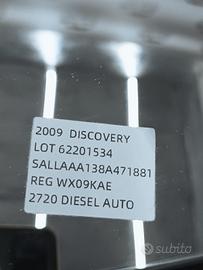 2009 DISCOVERY
LOT 62201534
SALLAAA138A471881
REG WX09KAE
2720 DIESEL AUTO
subito